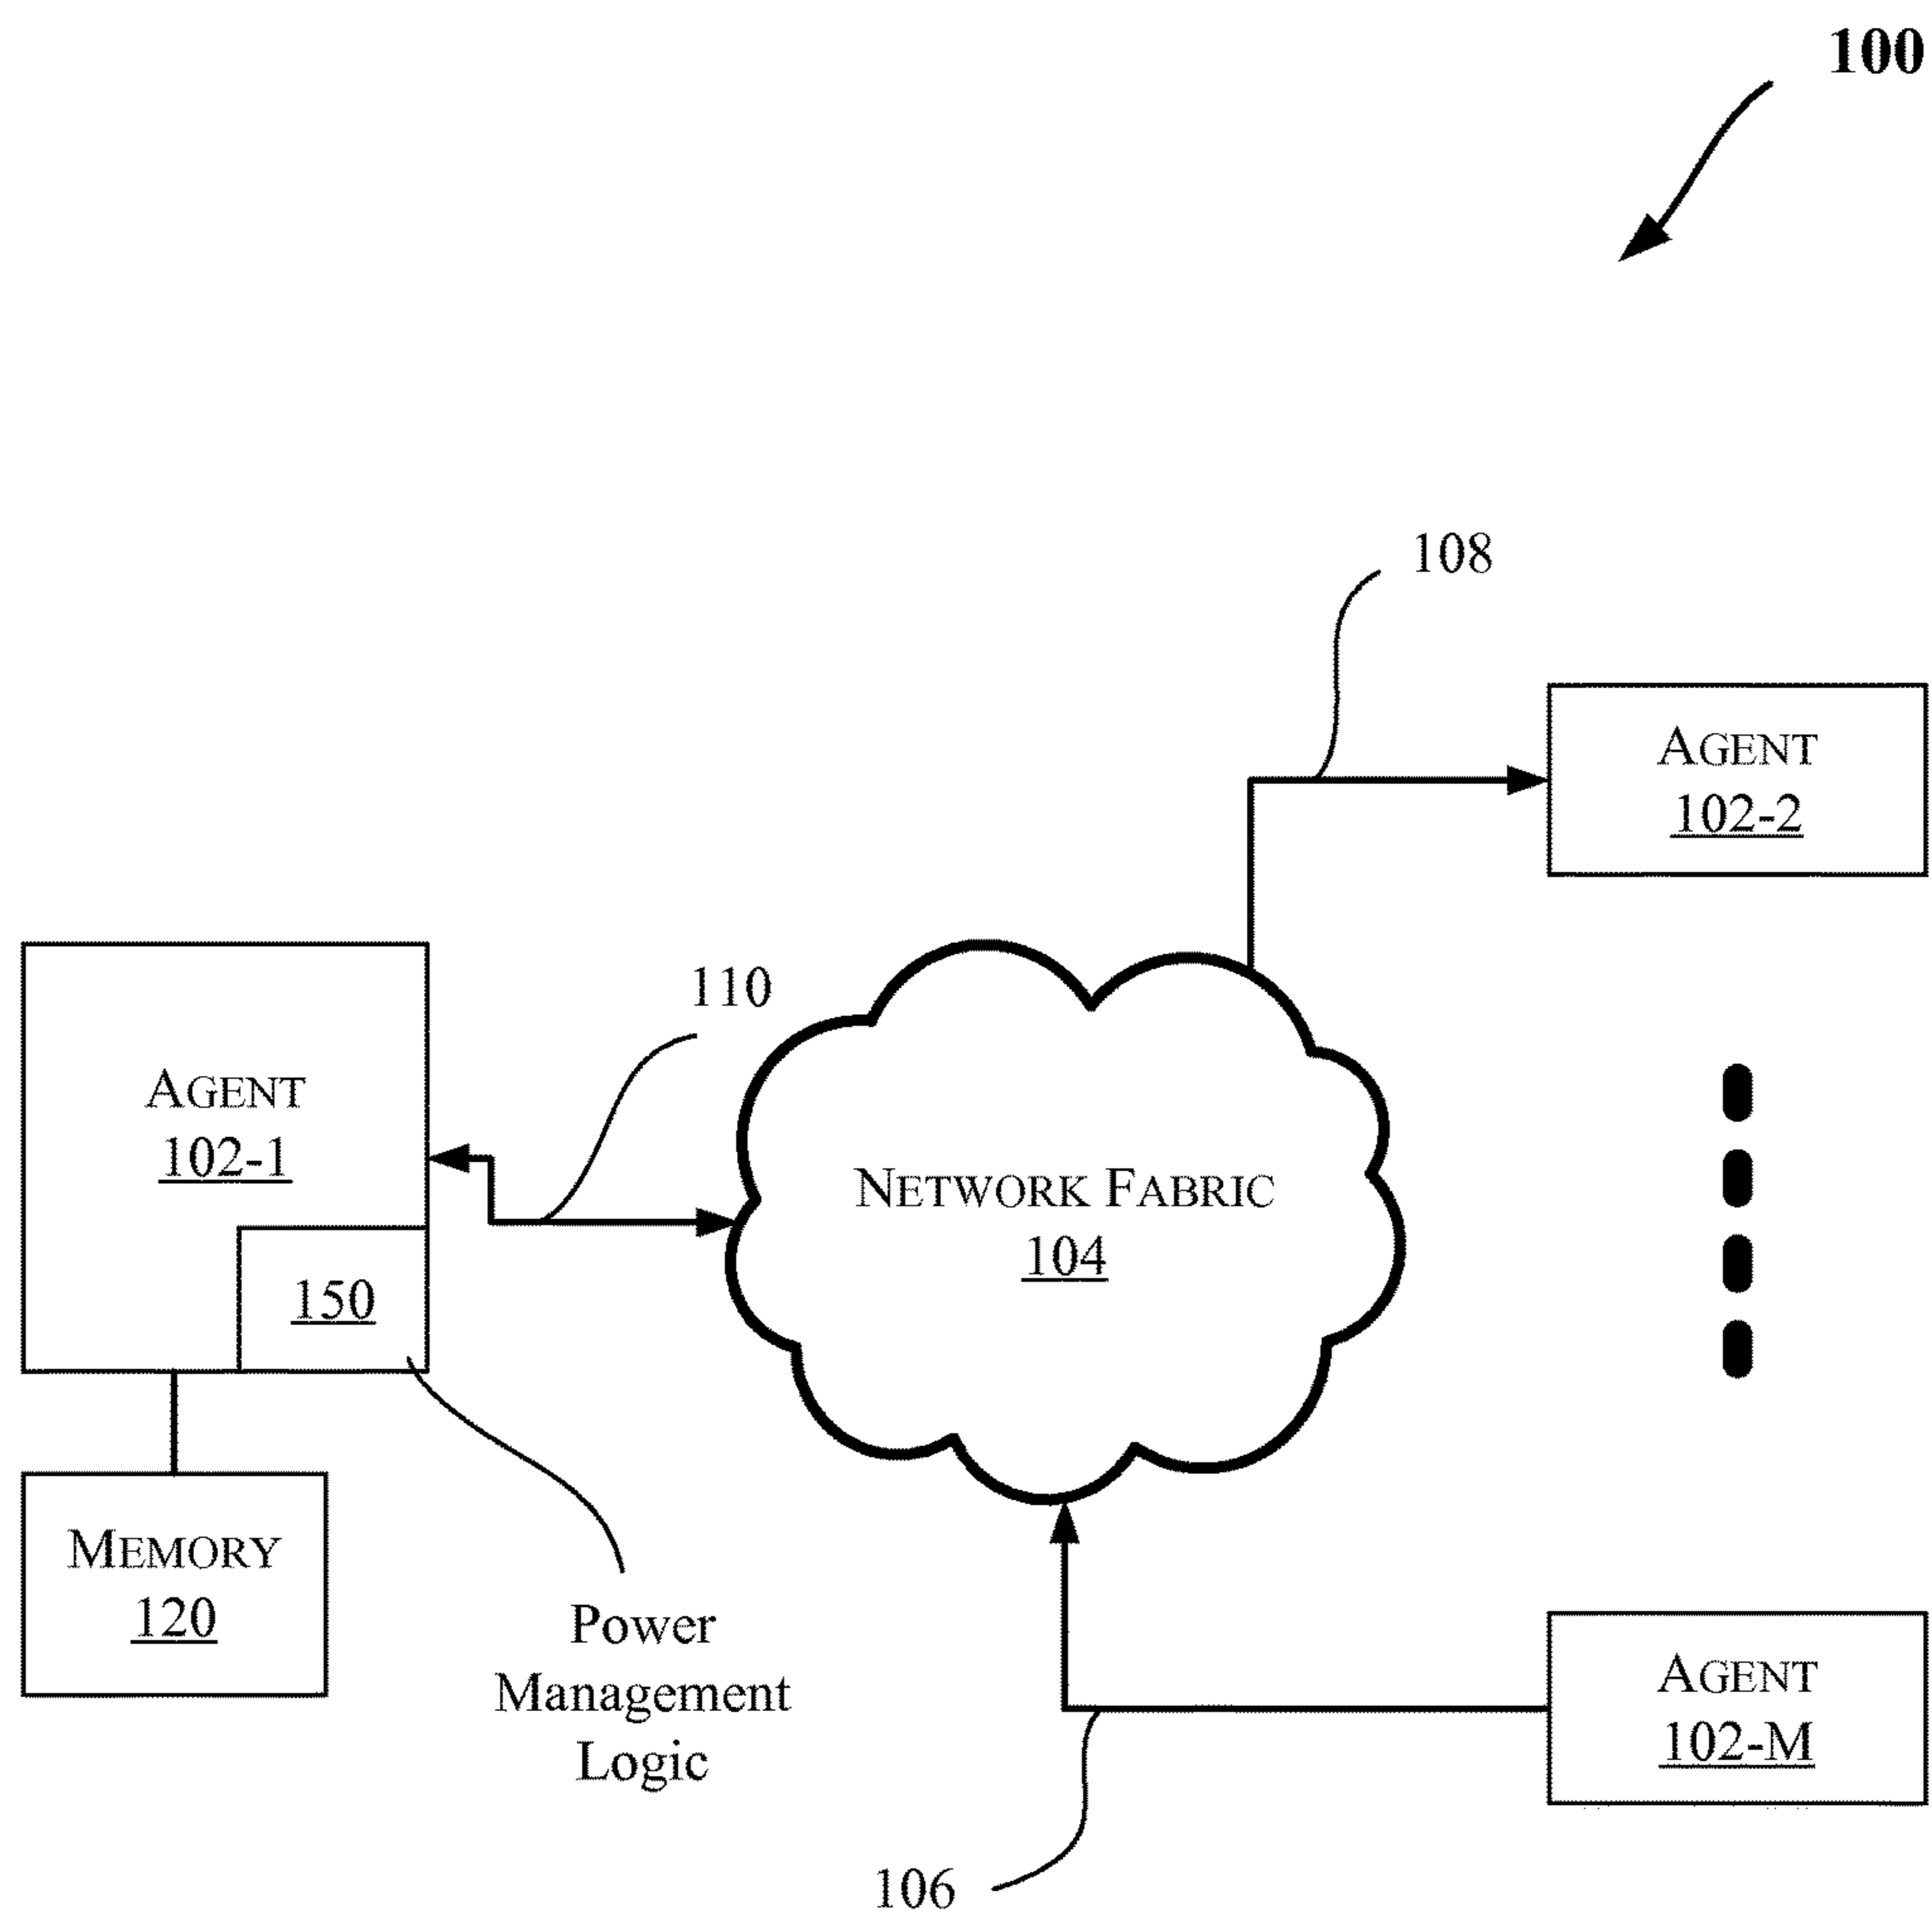 100
108
AGENT
102-2
110
AGENT
102-1
NETWORK FABRIC
104
150
MEMORY
120
Power
Management
Logic
AGENT
102-M
106